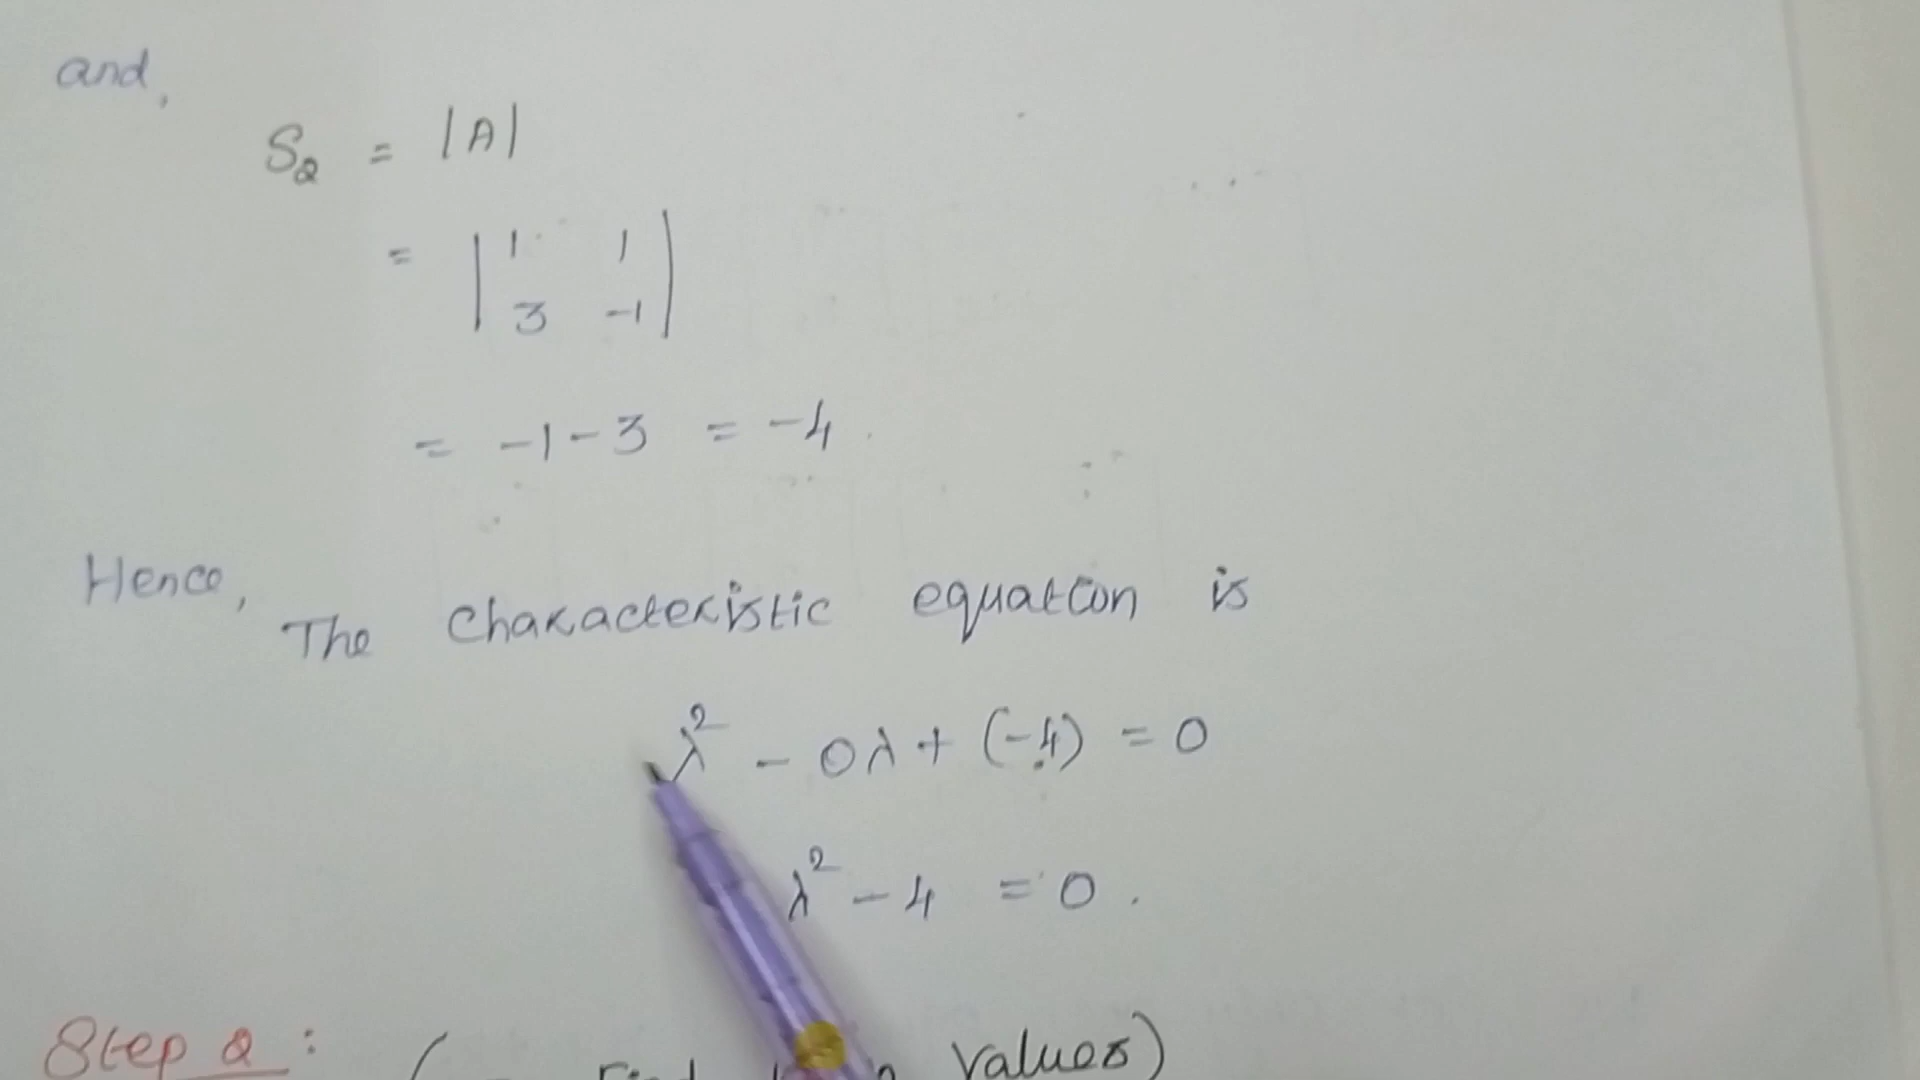 and,
S₂ = |A|
= | 1 1 |
| 3 -1 |
= -1 - 3 = -4.
Hence,
The characteristic equation is
λ² - 0λ + (-4) = 0
λ² - 4 = 0.
Step 2 : ( values)